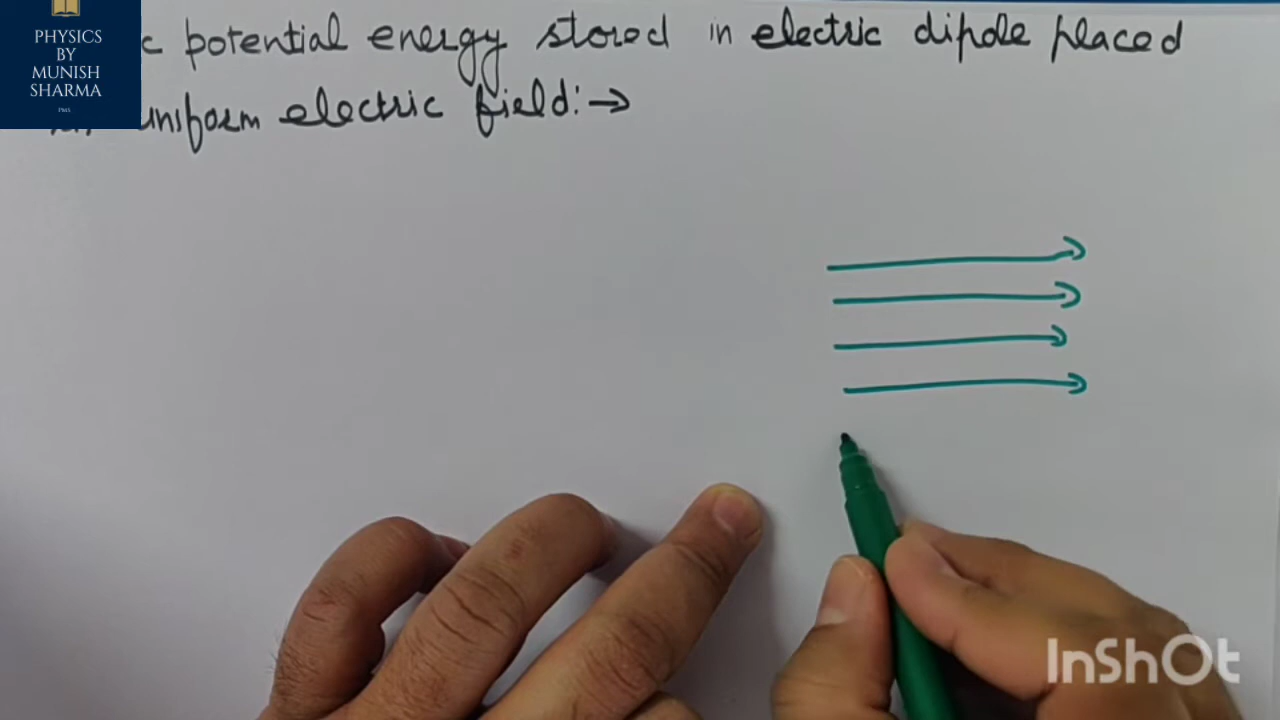 PHYSICS
BY
MUNISH
SHARMA
c potential energy stored in electric dipole placed
uniform electric field:→
InShOt